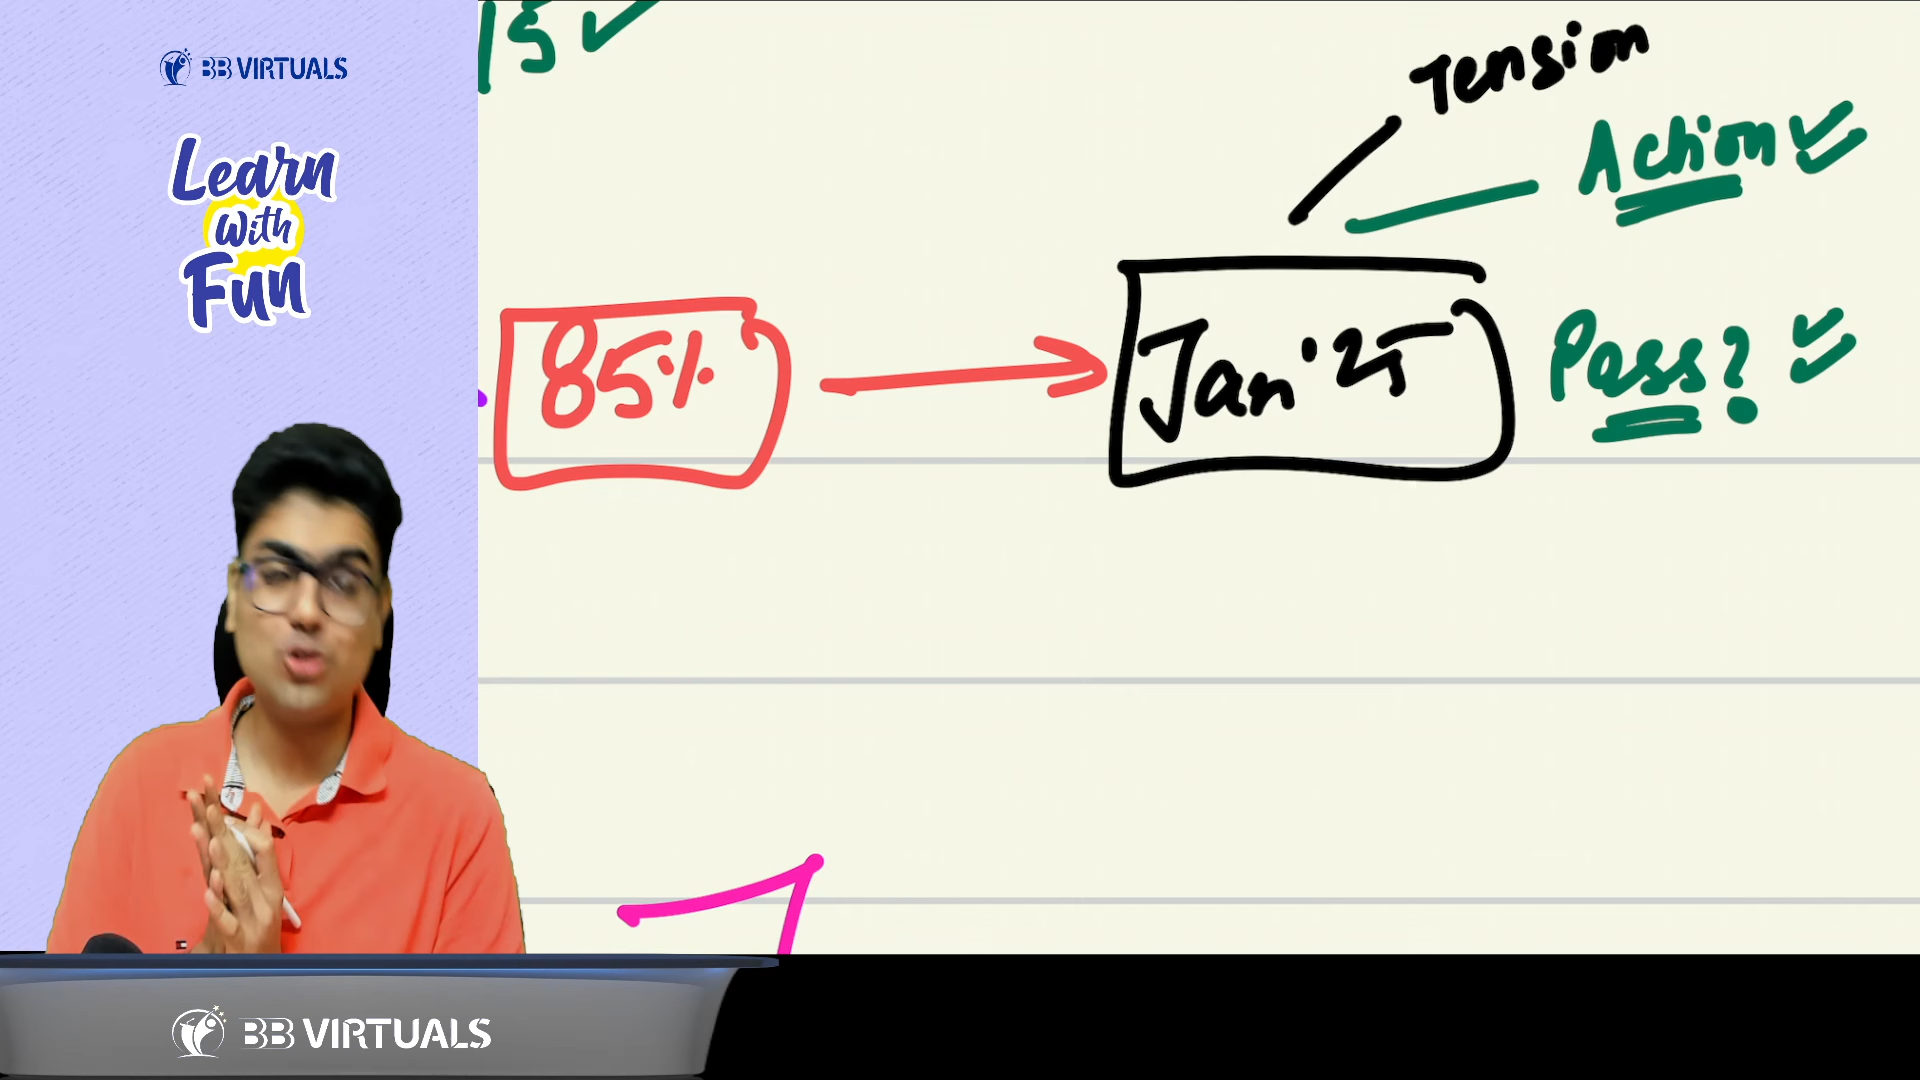 BB VIRTUALS
Learn
With
Fun
15 ✓
Tension
Action ✓
85%
Jan '25
Pass? ✓
BB VIRTUALS